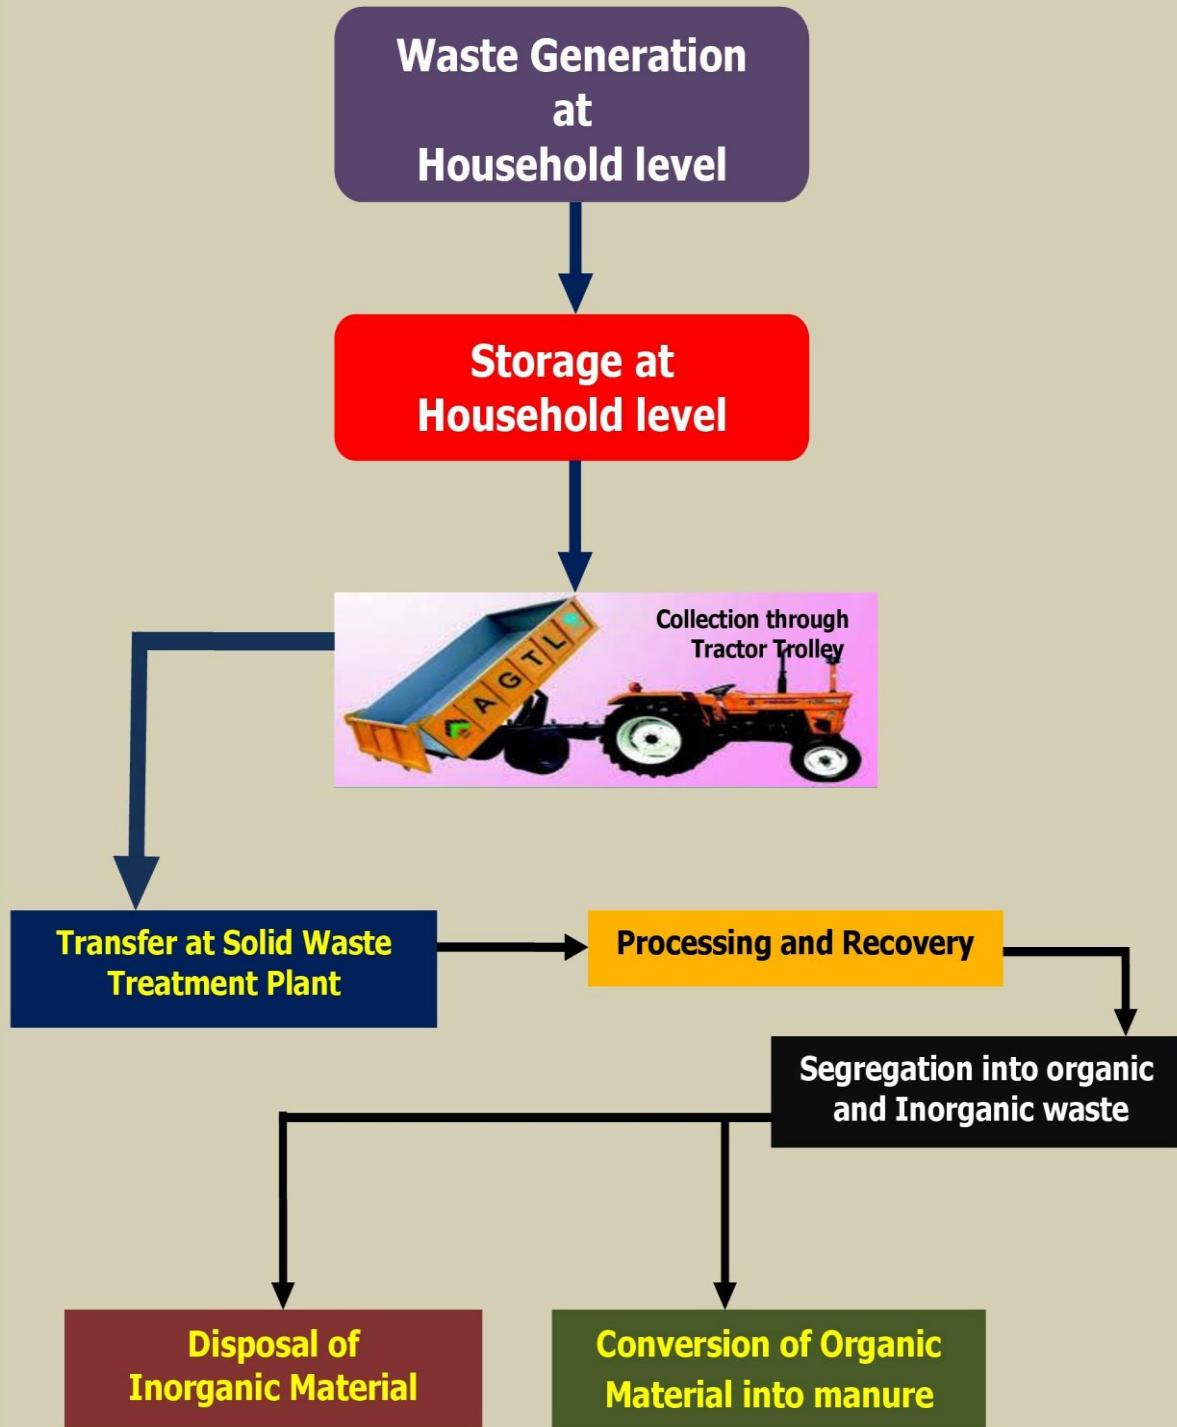 Waste Generation
at
Household level
Storage at
Household level
Collection through
Tractor Trolley
AGTL
Transfer at Solid Waste
Treatment Plant
Processing and Recovery
Segregation into organic
and Inorganic waste
Disposal of
Inorganic Material
Conversion of Organic
Material into manure